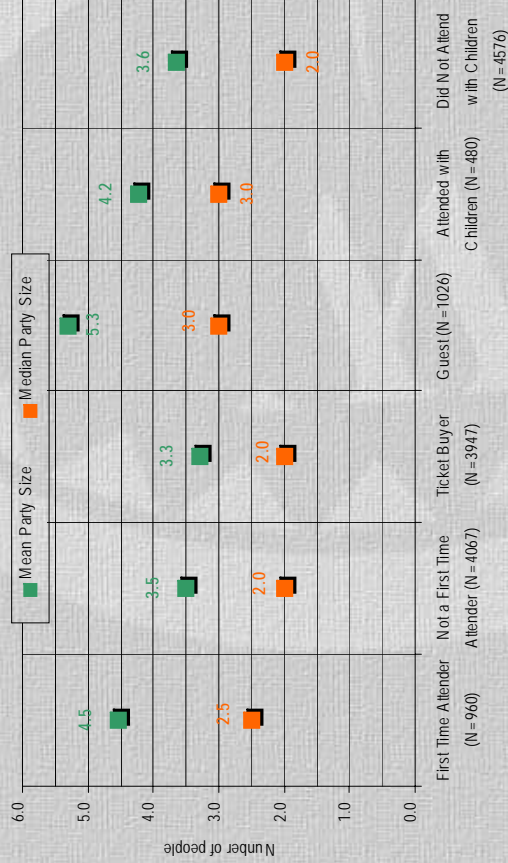 Mean Party Size
Median Party Size
Number of people
6.0
5.0
4.0
3.0
2.0
1.0
0.0
4.5
3.5
3.3
5.3
4.2
3.6
2.5
2.0
2.0
3.0
3.0
2.0
First Time Attender
(N = 960)
Not a First Time
Attender (N = 4067)
Ticket Buyer
(N = 3947)
Guest (N = 1026)
Attended with
Children (N = 480)
Did Not Attend
with Children
(N = 4576)